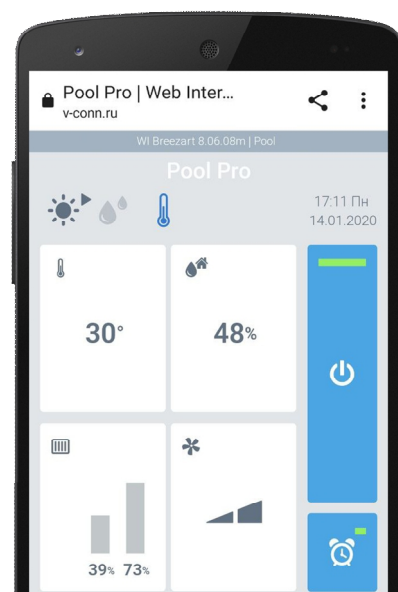 Pool Pro | Web Inter...
v-conn.ru
WI Breezart 8.06.08m | Pool
Pool Pro
17:11 Пн
14.01.2020
30°
48%
39% 73%